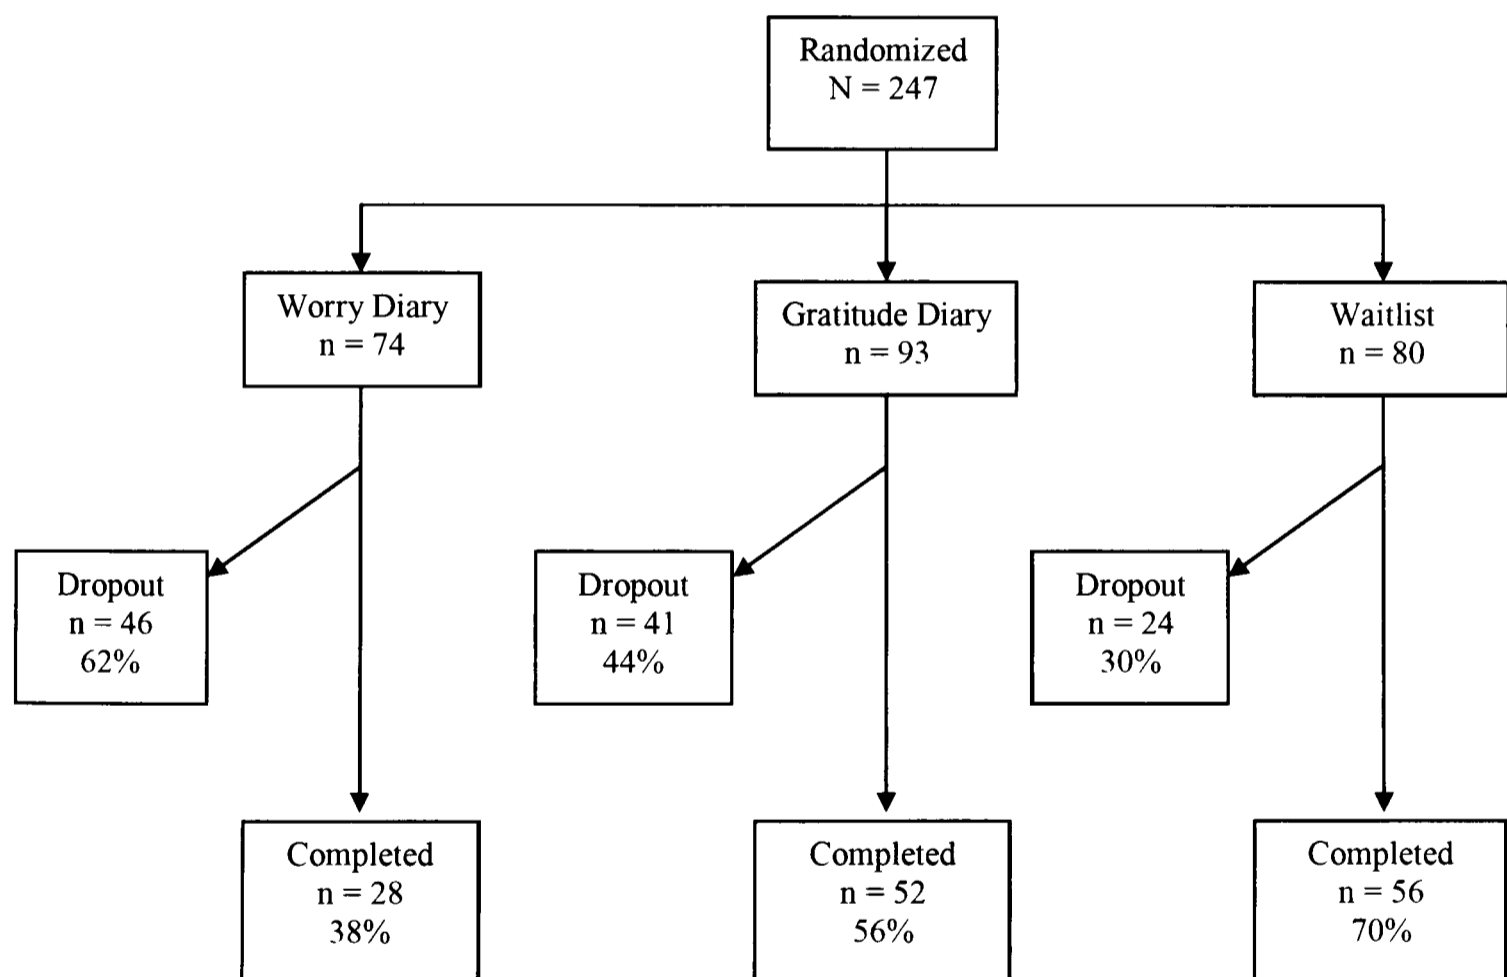 Randomized
N = 247
Worry Diary
n = 74
Gratitude Diary
n = 93
Waitlist
n = 80
Dropout
n = 46
62%
Dropout
n = 41
44%
Dropout
n = 24
30%
Completed
n = 28
38%
Completed
n = 52
56%
Completed
n = 56
70%